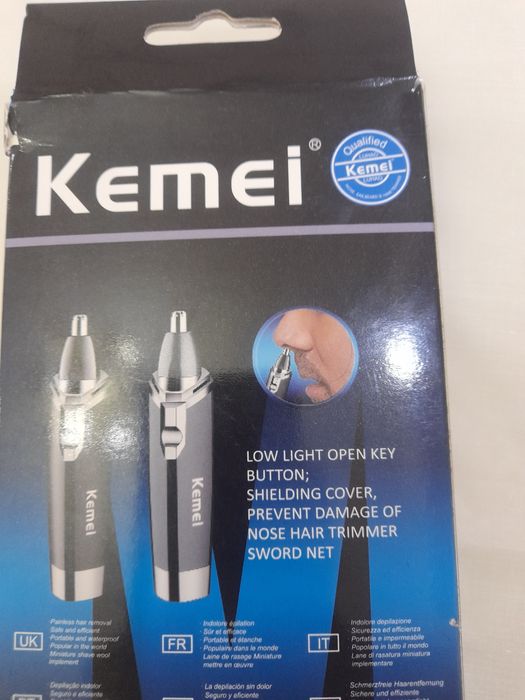 Kemei®
Qualified
LURAO
Kemei
LURAO
LOW LIGHT OPEN KEY
BUTTON;
SHIELDING COVER,
PREVENT DAMAGE OF
NOSE HAIR TRIMMER
SWORD NET
Kemei
Kemei
UK
Painless hair removal
Safe and efficient
Portable and waterproof
Popular in the world
Miniature shave wool
implement
FR
Indolore épilation
Sûr et efficace
Portable et étanche
Populaire dans le monde
Laine de rasage Miniature
mettre en œuvre
IT
Indolore depilazione
Sicurezza ed efficienza
Portatile e impermeabile
Popolare in tutto il mondo
Lane di rasatura miniatura
implementare
Depilação indolor
Seguro e eficiente
La depilación sin dolor
Seguro y eficiente
Schmerzfreie Haarentfernung
Sichere und effiziente